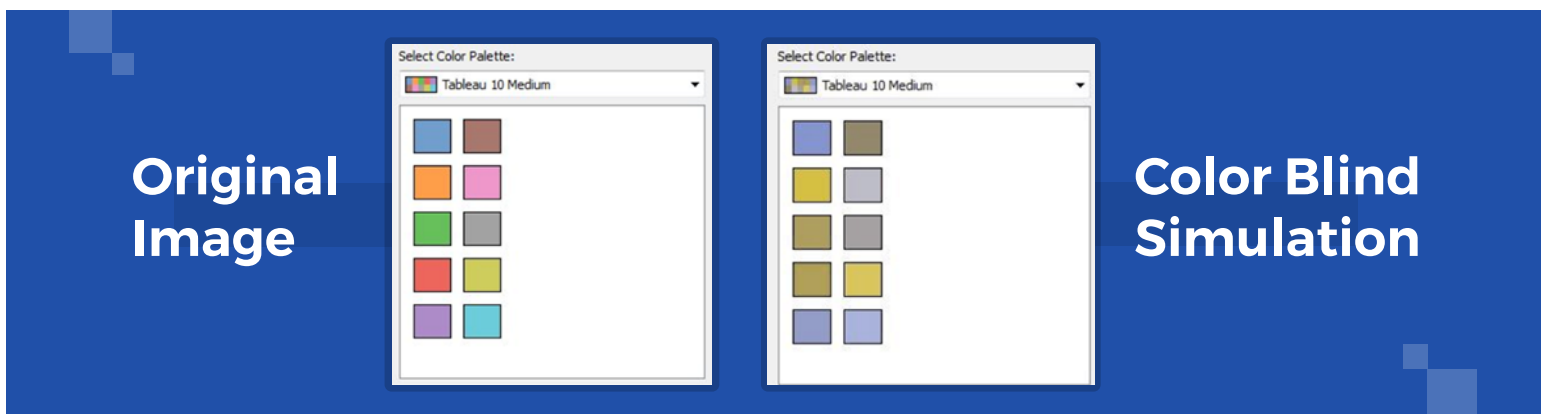 Original
Image
Select Color Palette:
Tableau 10 Medium
Select Color Palette:
Tableau 10 Medium
Color Blind
Simulation